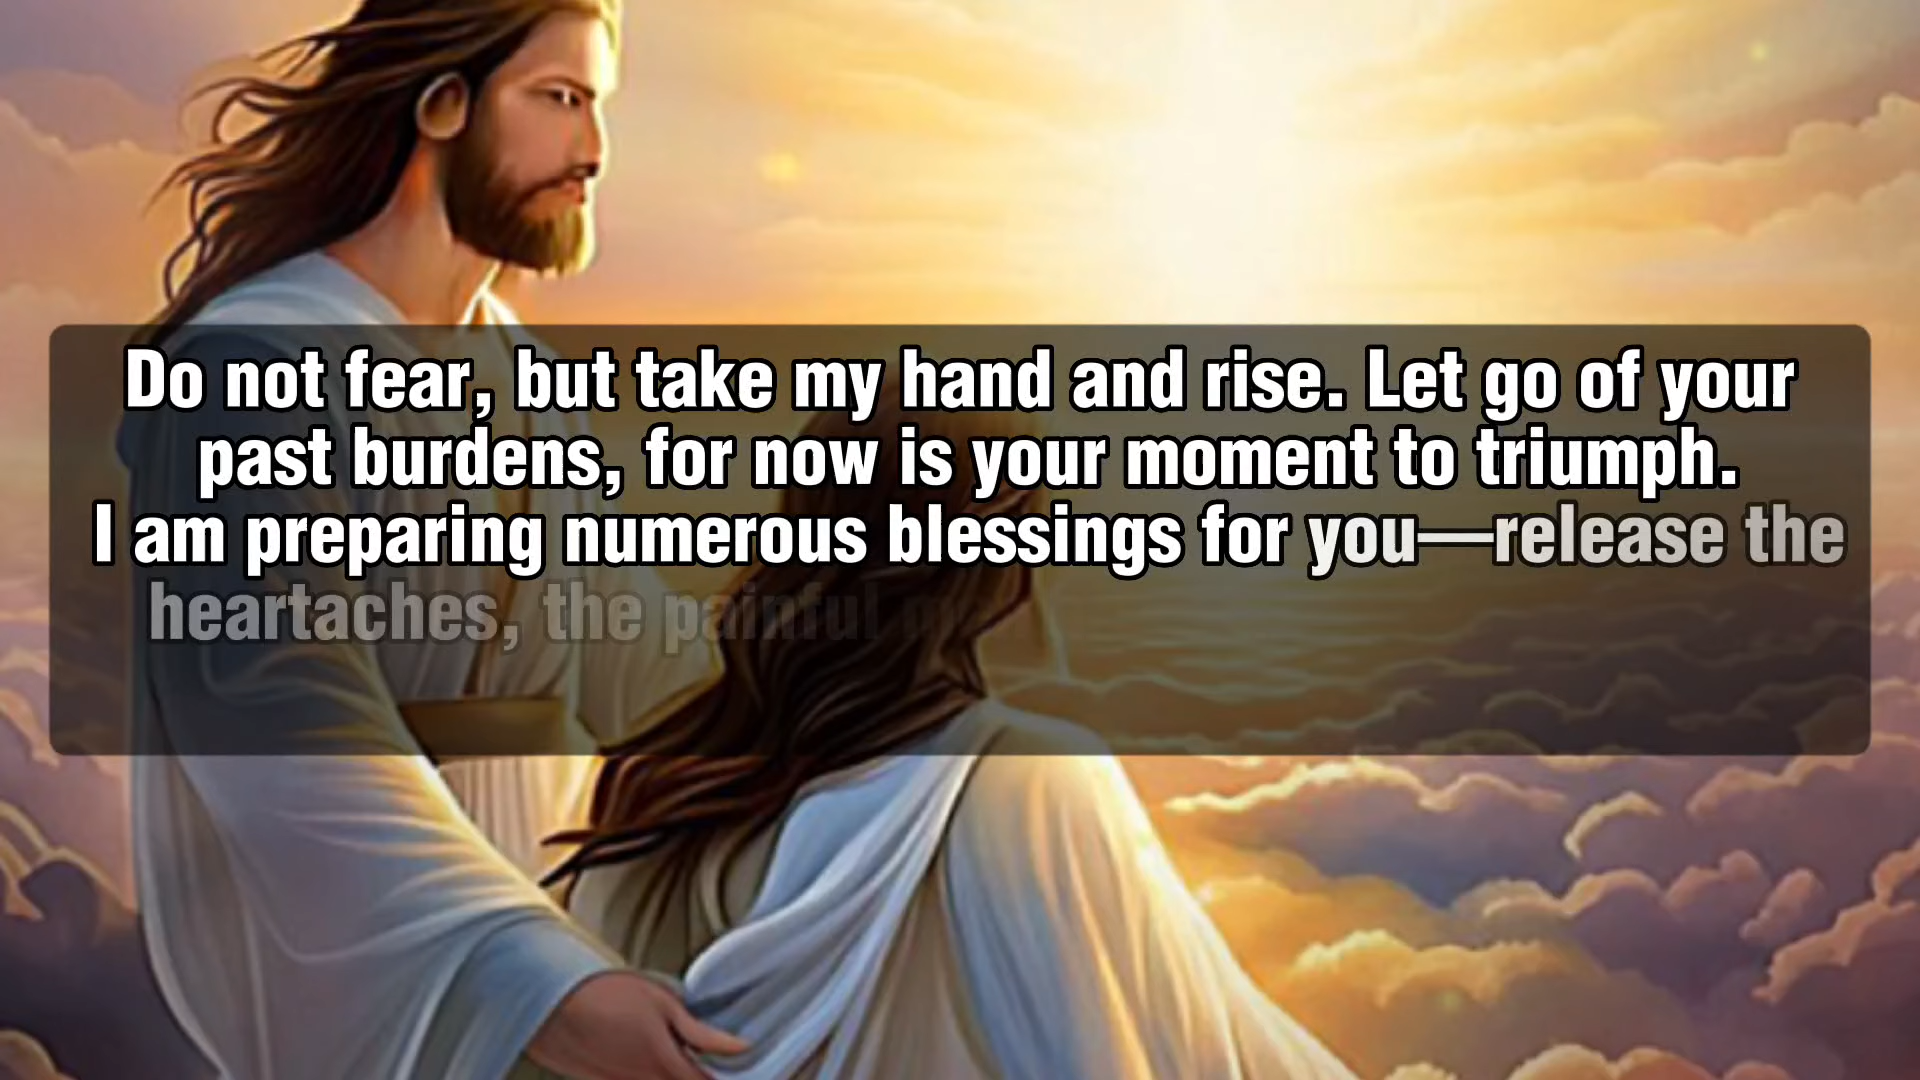 Do not fear, but take my hand and rise. Let go of your
past burdens, for now is your moment to triumph.
I am preparing numerous blessings for you—release the
heartaches, the painful